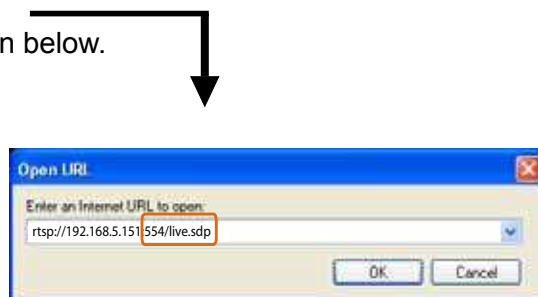 n below.
Open URL
Enter an Internet URL to open:
rtsp://192.168.5.151:554/live.sdp
OK Cancel